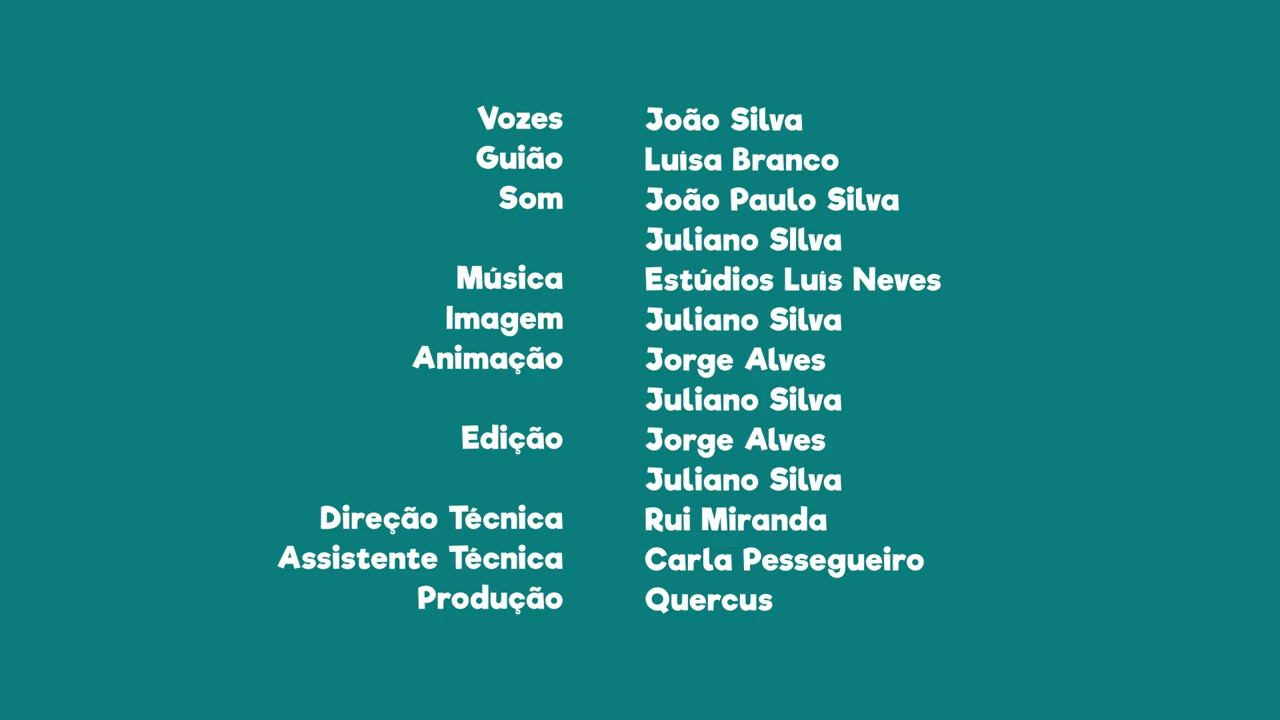 Vozes João Silva
Guião Luísa Branco
Som João Paulo Silva
Juliano SIlva
Música Estúdios Luís Neves
Imagem Juliano Silva
Animação Jorge Alves
Juliano Silva
Edição Jorge Alves
Juliano Silva
Direção Técnica Rui Miranda
Assistente Técnica Carla Pessegueiro
Produção Quercus